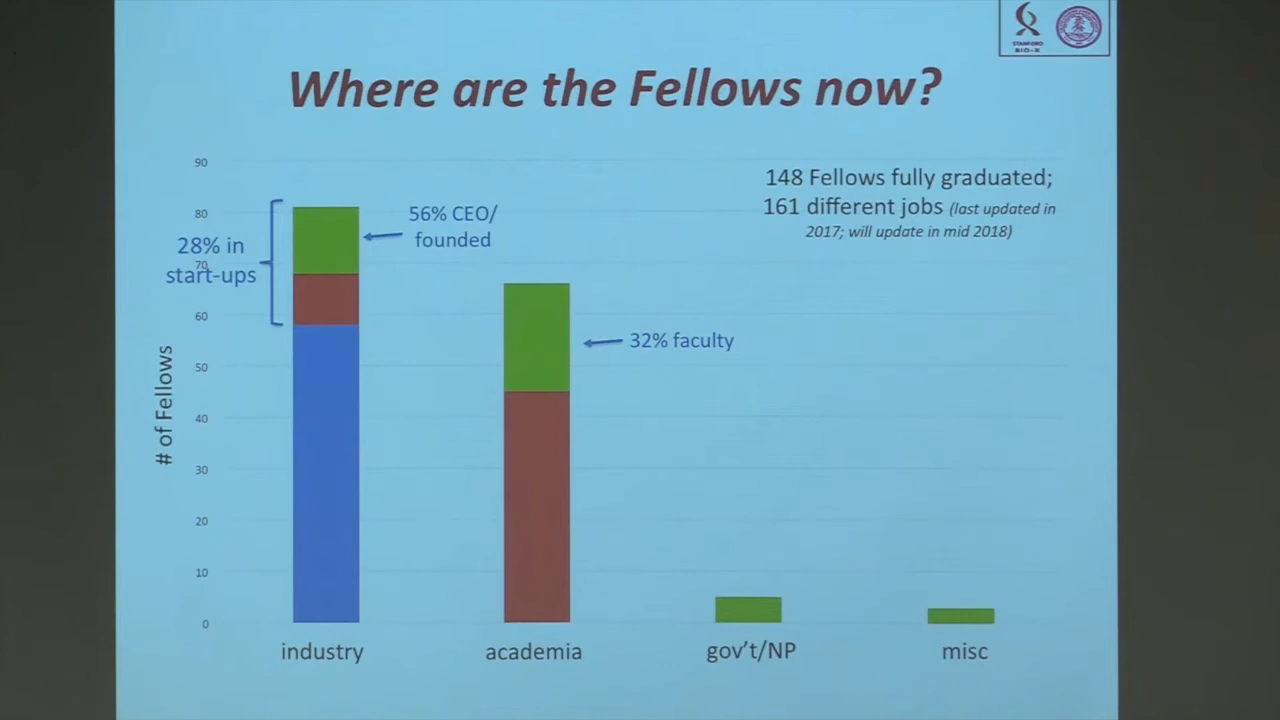 STANFORD
BIO-X
Where are the Fellows now?
148 Fellows fully graduated;
161 different jobs (last updated in
2017; will update in mid 2018)
90
80
70
60
50
40
30
20
10
0
# of Fellows
28% in
start-ups
56% CEO/
founded
32% faculty
industry
academia
gov't/NP
misc